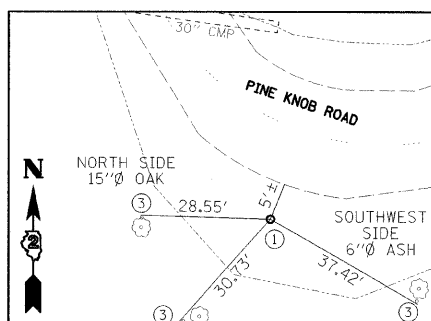 30" CMP
PINE KNOB ROAD
N
NORTH SIDE
15"Ø OAK
3
28.55'
5' ±
1
SOUTHWEST
SIDE
6"Ø ASH
2
30.73'
37.42'
3
3